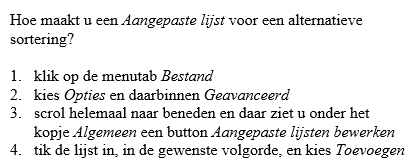 Hoe maakt u een Aangepaste lijst voor een alternatieve
sortering?
1. klik op de menutab Bestand
2. kies Opties en daarbinnen Geavanceerd
3. scrol helemaal naar beneden en daar ziet u onder het
kopje Algemeen een button Aangepaste lijsten bewerken
4. tik de lijst in, in de gewenste volgorde, en kies Toevoegen